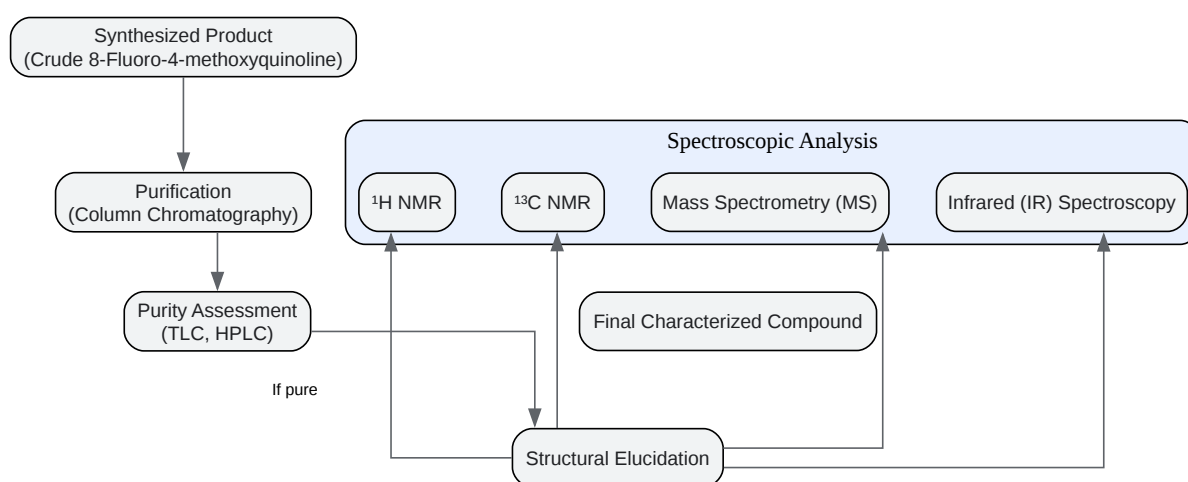 Synthesized Product
(Crude 8-Fluoro-4-methoxyquinoline)
Spectroscopic Analysis
Purification
(Column Chromatography)
¹H NMR
¹³C NMR
Mass Spectrometry (MS)
Infrared (IR) Spectroscopy
Purity Assessment
(TLC, HPLC)
Final Characterized Compound
If pure
Structural Elucidation